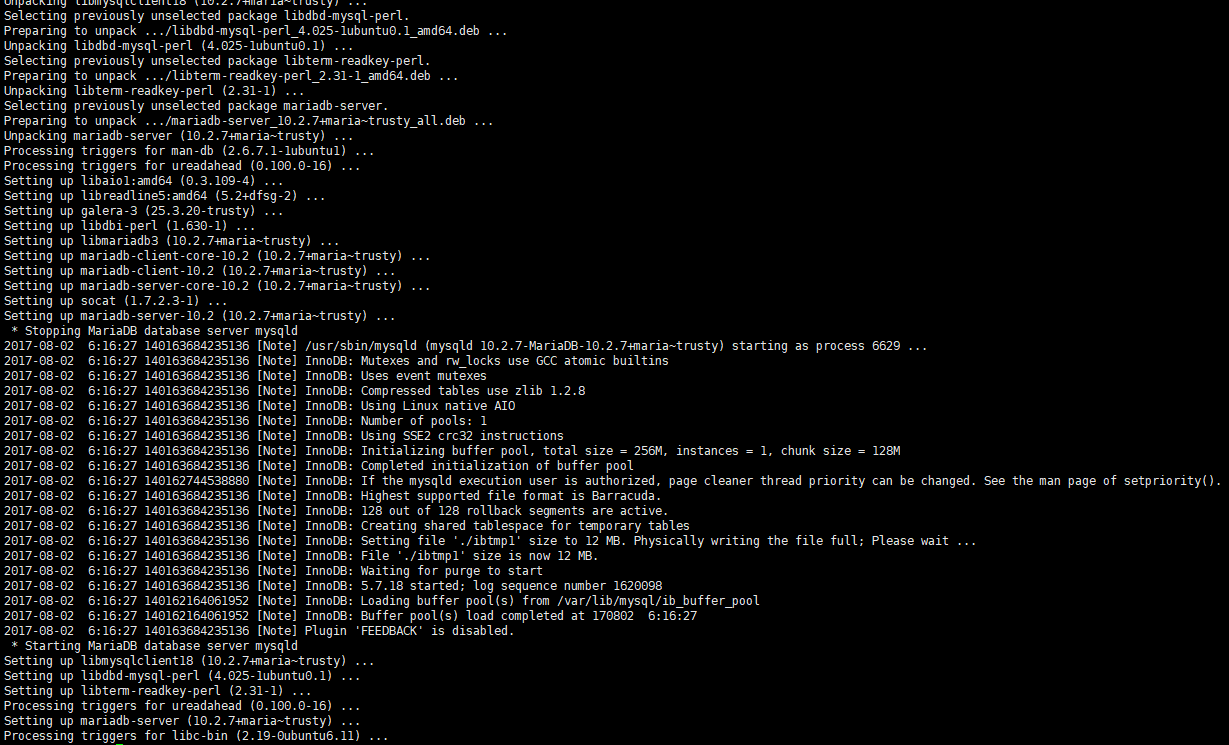 Unpacking libmysqlclient18 (10.2.7+maria~trusty) ...
Selecting previously unselected package libdbd-mysql-perl.
Preparing to unpack .../libdbd-mysql-perl_4.025-1ubuntu0.1_amd64.deb ...
Unpacking libdbd-mysql-perl (4.025-1ubuntu0.1) ...
Selecting previously unselected package libterm-readkey-perl.
Preparing to unpack .../libterm-readkey-perl_2.31-1_amd64.deb ...
Unpacking libterm-readkey-perl (2.31-1) ...
Selecting previously unselected package mariadb-server.
Preparing to unpack .../mariadb-server_10.2.7+maria~trusty_all.deb ...
Unpacking mariadb-server (10.2.7+maria~trusty) ...
Processing triggers for man-db (2.6.7.1-1ubuntu1) ...
Processing triggers for ureadahead (0.100.0-16) ...
Setting up libaio1:amd64 (0.3.109-4) ...
Setting up libreadline5:amd64 (5.2+dfsg-2) ...
Setting up galera-3 (25.3.20-trusty) ...
Setting up libdbi-perl (1.630-1) ...
Setting up libmariadb3 (10.2.7+maria~trusty) ...
Setting up mariadb-client-core-10.2 (10.2.7+maria~trusty) ...
Setting up mariadb-client-10.2 (10.2.7+maria~trusty) ...
Setting up mariadb-server-core-10.2 (10.2.7+maria~trusty) ...
Setting up socat (1.7.2.3-1) ...
Setting up mariadb-server-10.2 (10.2.7+maria~trusty) ...
 * Stopping MariaDB database server mysqld
2017-08-02  6:16:27 140163684235136 [Note] /usr/sbin/mysqld (mysqld 10.2.7-MariaDB-10.2.7+maria~trusty) starting as process 6629 ...
2017-08-02  6:16:27 140163684235136 [Note] InnoDB: Mutexes and rw_locks use GCC atomic builtins
2017-08-02  6:16:27 140163684235136 [Note] InnoDB: Uses event mutexes
2017-08-02  6:16:27 140163684235136 [Note] InnoDB: Compressed tables use zlib 1.2.8
2017-08-02  6:16:27 140163684235136 [Note] InnoDB: Using Linux native AIO
2017-08-02  6:16:27 140163684235136 [Note] InnoDB: Number of pools: 1
2017-08-02  6:16:27 140163684235136 [Note] InnoDB: Using SSE2 crc32 instructions
2017-08-02  6:16:27 140163684235136 [Note] InnoDB: Initializing buffer pool, total size = 256M, instances = 1, chunk size = 128M
2017-08-02  6:16:27 140163684235136 [Note] InnoDB: Completed initialization of buffer pool
2017-08-02  6:16:27 140162744538880 [Note] InnoDB: If the mysqld execution user is authorized, page cleaner thread priority can be changed. See the man page of setpriority().
2017-08-02  6:16:27 140163684235136 [Note] InnoDB: Highest supported file format is Barracuda.
2017-08-02  6:16:27 140163684235136 [Note] InnoDB: 128 out of 128 rollback segments are active.
2017-08-02  6:16:27 140163684235136 [Note] InnoDB: Creating shared tablespace for temporary tables
2017-08-02  6:16:27 140163684235136 [Note] InnoDB: Setting file './ibtmp1' size to 12 MB. Physically writing the file full; Please wait ...
2017-08-02  6:16:27 140163684235136 [Note] InnoDB: File './ibtmp1' size is now 12 MB.
2017-08-02  6:16:27 140163684235136 [Note] InnoDB: Waiting for purge to start
2017-08-02  6:16:27 140163684235136 [Note] InnoDB: 5.7.18 started; log sequence number 1620098
2017-08-02  6:16:27 140162164061952 [Note] InnoDB: Loading buffer pool(s) from /var/lib/mysql/ib_buffer_pool
2017-08-02  6:16:27 140162164061952 [Note] InnoDB: Buffer pool(s) load completed at 170802  6:16:27
2017-08-02  6:16:27 140163684235136 [Note] Plugin 'FEEDBACK' is disabled.
 * Starting MariaDB database server mysqld
Setting up libmysqlclient18 (10.2.7+maria~trusty) ...
Setting up libdbd-mysql-perl (4.025-1ubuntu0.1) ...
Setting up libterm-readkey-perl (2.31-1) ...
Processing triggers for ureadahead (0.100.0-16) ...
Setting up mariadb-server (10.2.7+maria~trusty) ...
Processing triggers for libc-bin (2.19-0ubuntu6.11) ...